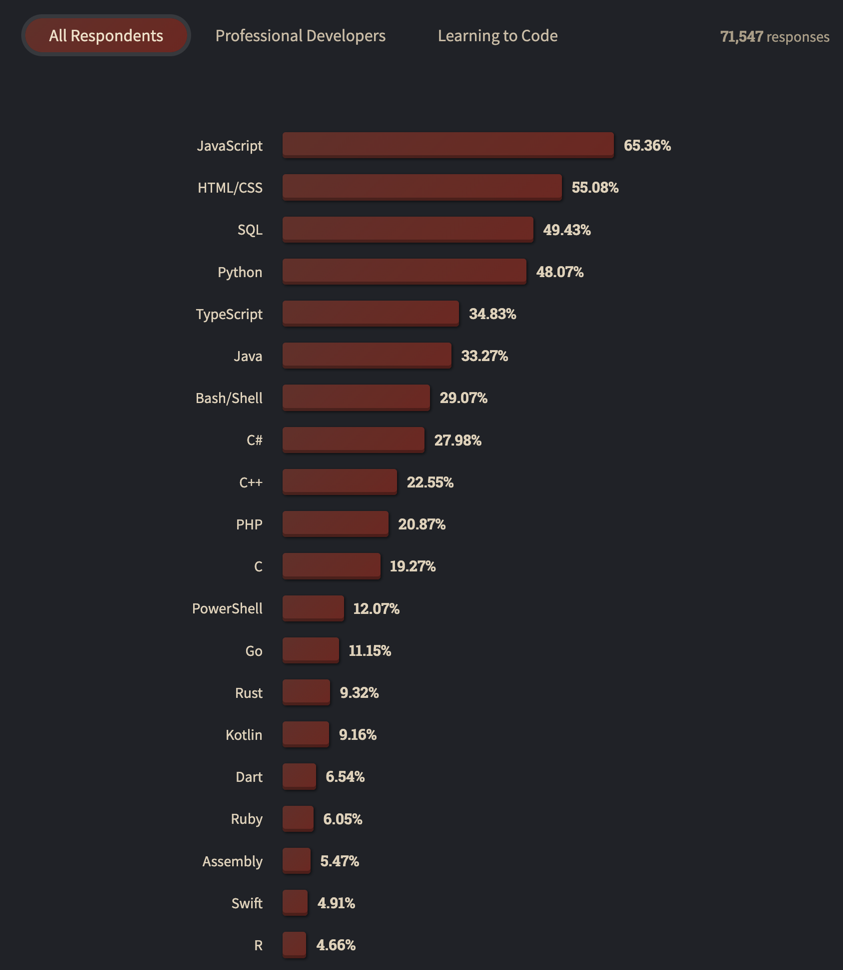 All Respondents Professional Developers Learning to Code 71,547 responses
JavaScript 65.36%
HTML/CSS 55.08%
SQL 49.43%
Python 48.07%
TypeScript 34.83%
Java 33.27%
Bash/Shell 29.07%
C# 27.98%
C++ 22.55%
PHP 20.87%
C 19.27%
PowerShell 12.07%
Go 11.15%
Rust 9.32%
Kotlin 9.16%
Dart 6.54%
Ruby 6.05%
Assembly 5.47%
Swift 4.91%
R 4.66%